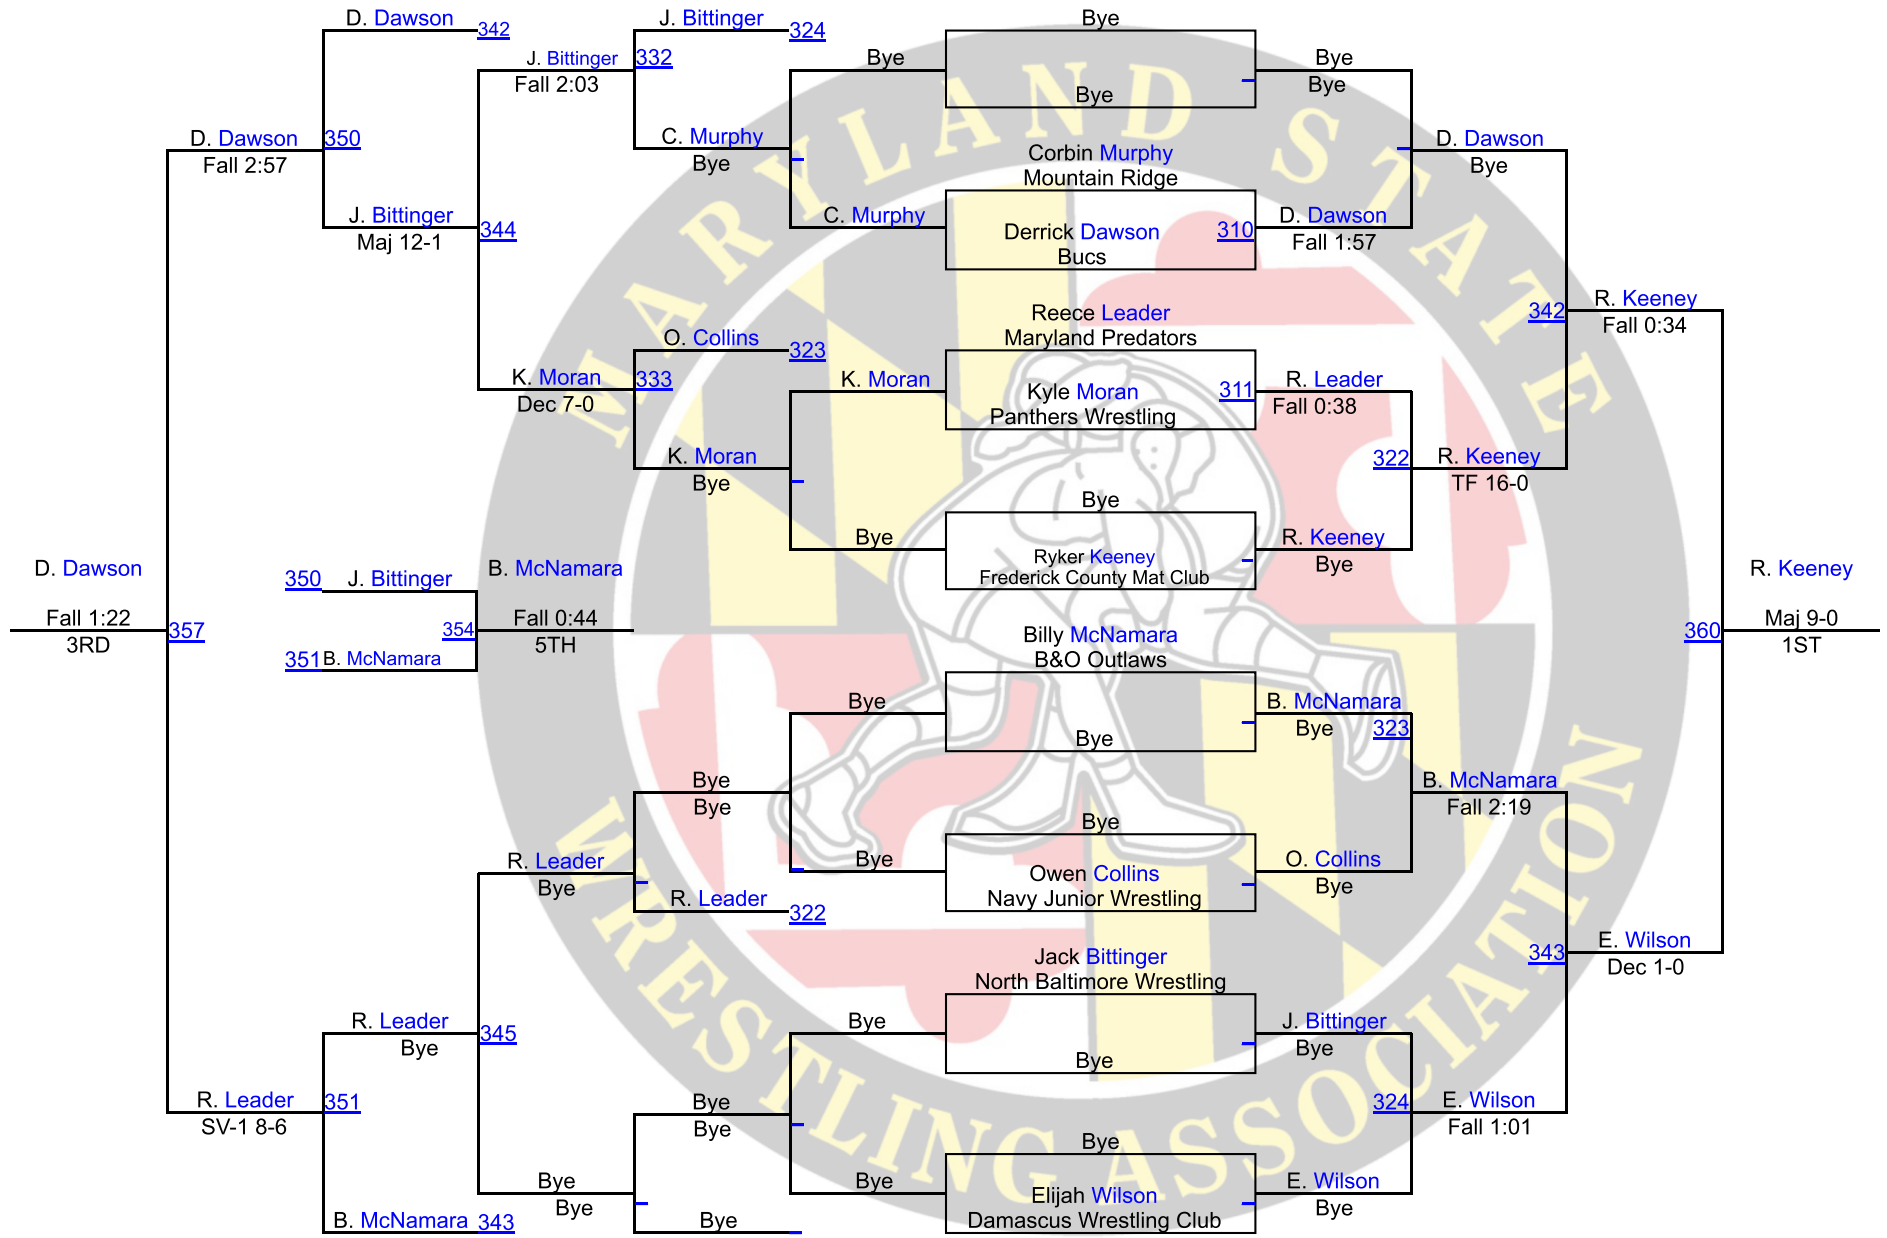 D. Dawson
342
J. Bittinger
324
Bye
J. Bittinger
332
Fall 2:03
Bye
Bye
Bye
Bye
D. Dawson
350
Fall 2:57
C. Murphy
Bye
Corbin Murphy
Mountain Ridge
D. Dawson
Bye
J. Bittinger
344
Maj 12-1
C. Murphy
Derrick Dawson
310
Bucs
D. Dawson
Fall 1:57
Reece Leader
Maryland Predators
342
R. Keeney
Fall 0:34
O. Collins
323
K. Moran
333
Dec 7-0
K. Moran
Kyle Moran
311
Panthers Wrestling
R. Leader
Fall 0:38
K. Moran
Bye
322
R. Keeney
TF 16-0
Bye
Bye
Ryker Keeney
Frederick County Mat Club
R. Keeney
Bye
D. Dawson
Fall 1:22
3RD
357
350
J. Bittinger
354
351
B. McNamara
B. McNamara
Fall 0:44
5TH
R. Keeney
360
Maj 9-0
1ST
Billy McNamara
B&O Outlaws
Bye
Bye
B. McNamara
Bye
323
Bye
Bye
B. McNamara
Fall 2:19
Bye
R. Leader
Bye
Bye
Owen Collins
Navy Junior Wrestling
O. Collins
Bye
R. Leader
322
Jack Bittinger
North Baltimore Wrestling
343
E. Wilson
Dec 1-0
R. Leader
345
Bye
Bye
Bye
J. Bittinger
Bye
R. Leader
351
SV-1 8-6
Bye
Bye
324
E. Wilson
Fall 1:01
Bye
Bye
Bye
Bye
Elijah Wilson
Damascus Wrestling Club
E. Wilson
Bye
B. McNamara
343
Bye
MARYLAND STATE
WRESTLING ASSOCIATION